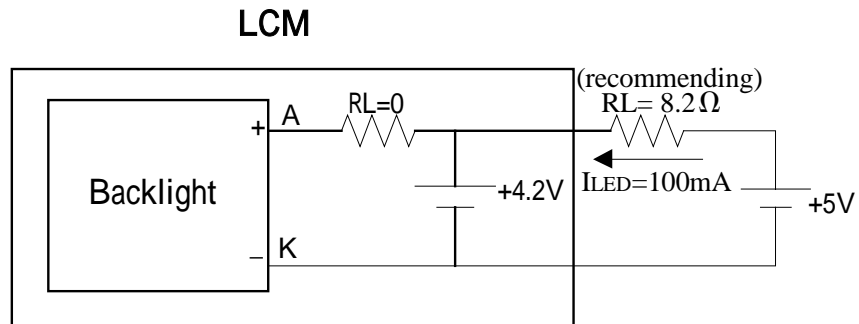 LCM
(recommending)
RL=0
RL= 8.2Ω
+ A
Backlight
+4.2V
ILED=100mA
+5V
− K